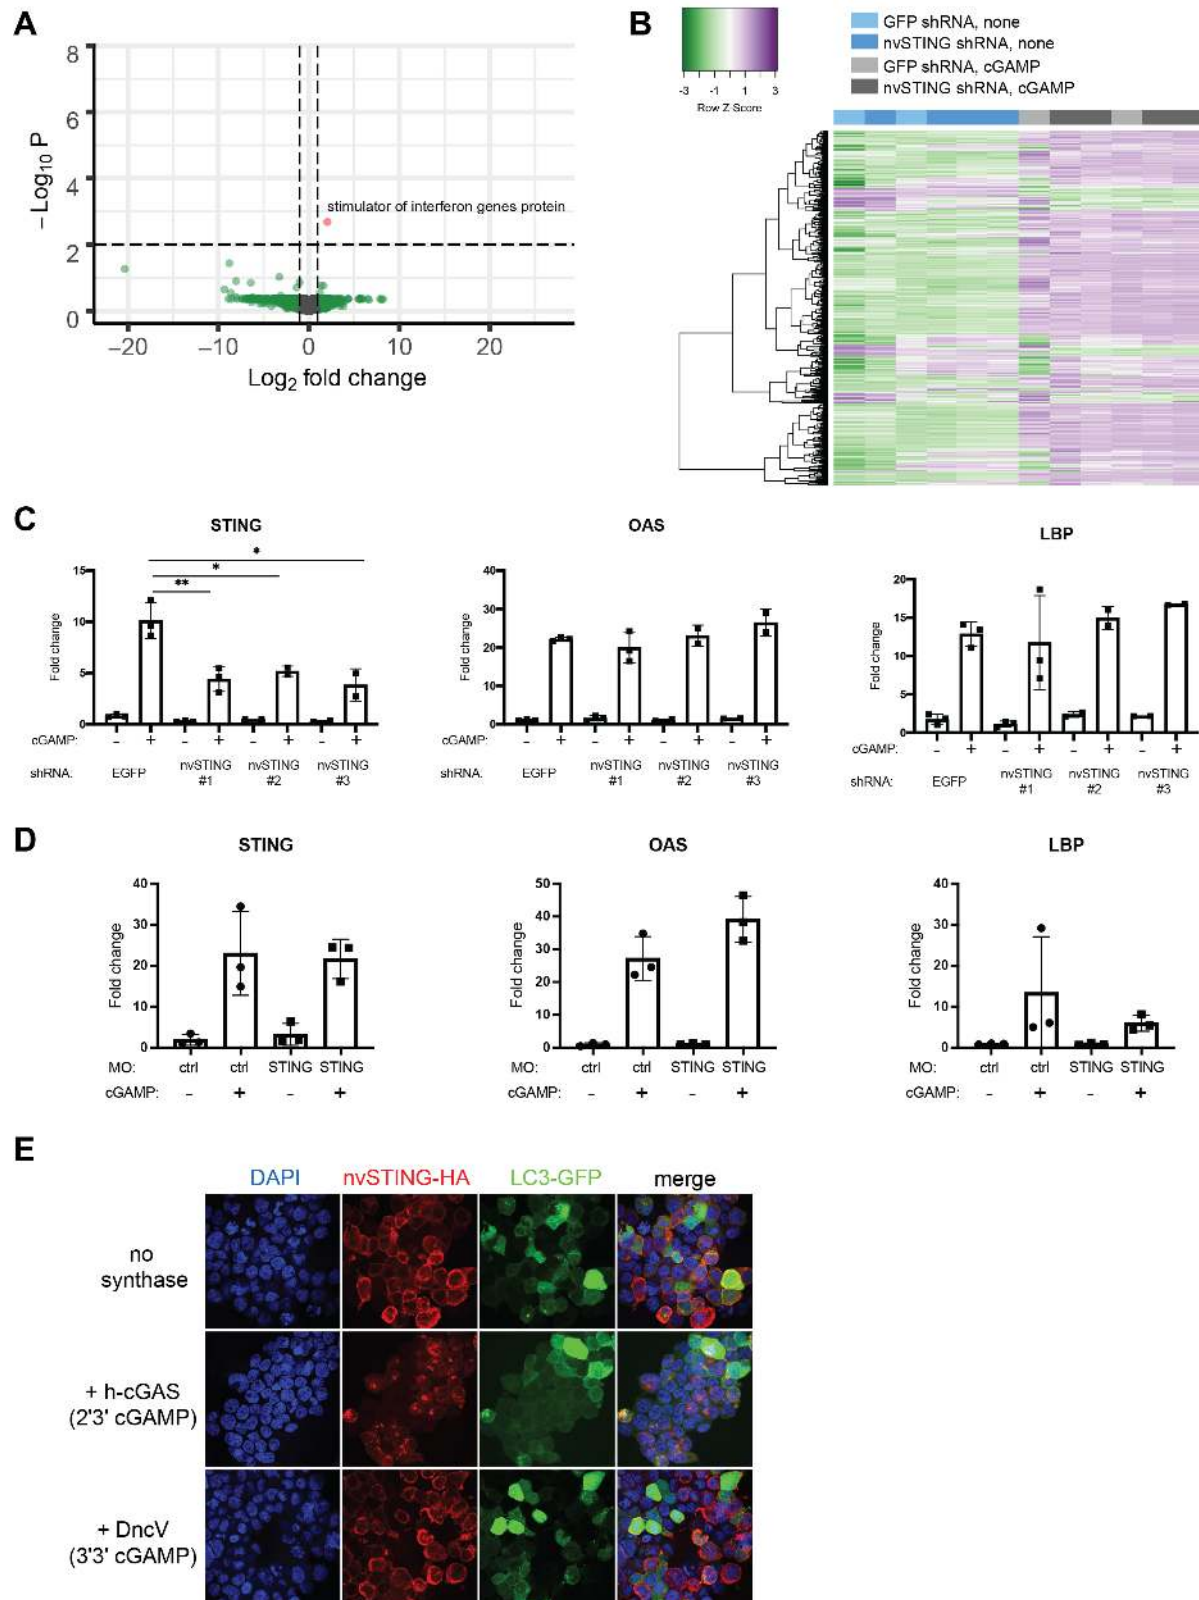 A
8
6
4
2
0
−Log10 P
stimulator of interferon genes protein
−20
−10
0
10
20
Log2 fold change
B
-3
-1
1
3
Row Z Score
GFP shRNA, none
nvSTING shRNA, none
GFP shRNA, cGAMP
nvSTING shRNA, cGAMP
C
STING
15
10
5
0
Fold change
**
*
*
cGAMP: - + - + - + - +
shRNA: EGFP nvSTING #1 nvSTING #2 nvSTING #3
OAS
40
30
20
10
0
Fold change
cGAMP: - + - + - + - +
shRNA: EGFP nvSTING #1 nvSTING #2 nvSTING #3
LBP
20
15
10
5
0
Fold change
cGAMP: - + - + - + - +
shRNA: EGFP nvSTING #1 nvSTING #2 nvSTING #3
D
STING
40
30
20
10
0
Fold change
MO: ctrl ctrl STING STING
cGAMP: - + - +
OAS
50
40
30
20
10
0
Fold change
MO: ctrl ctrl STING STING
cGAMP: - + - +
LBP
40
30
20
10
0
Fold change
MO: ctrl ctrl STING STING
cGAMP: - + - +
E
DAPI nvSTING-HA LC3-GFP merge
no
synthase
+ h-cGAS
(2'3' cGAMP)
+ DncV
(3'3' cGAMP)